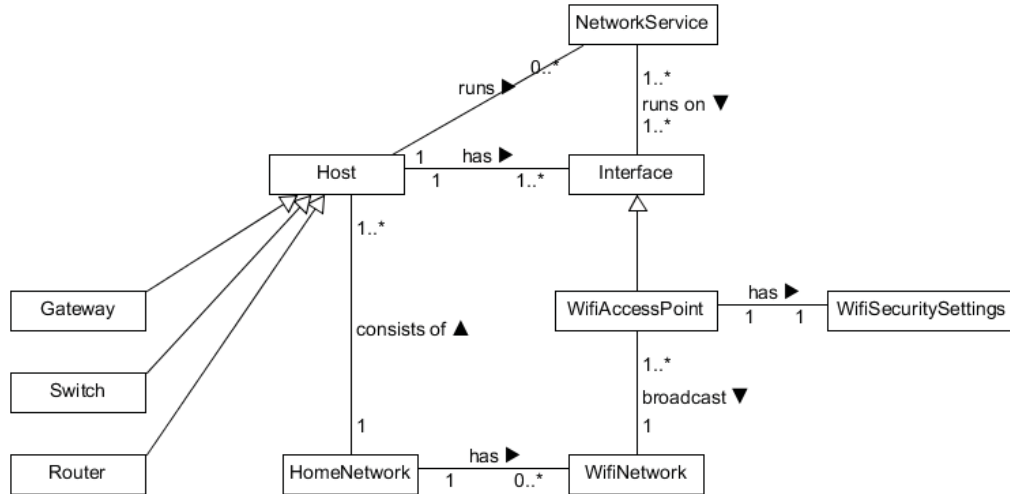 NetworkService
0..*
1..*
runs ▶
runs on ▼
1..*
Host
1
has ▶
Interface
1
1..*
1..*
Gateway
WifiAccessPoint
has ▶
WifiSecuritySettings
1
1
consists of ▲
1..*
Switch
broadcast ▼
1
1
Router
HomeNetwork
has ▶
WifiNetwork
1
0..*